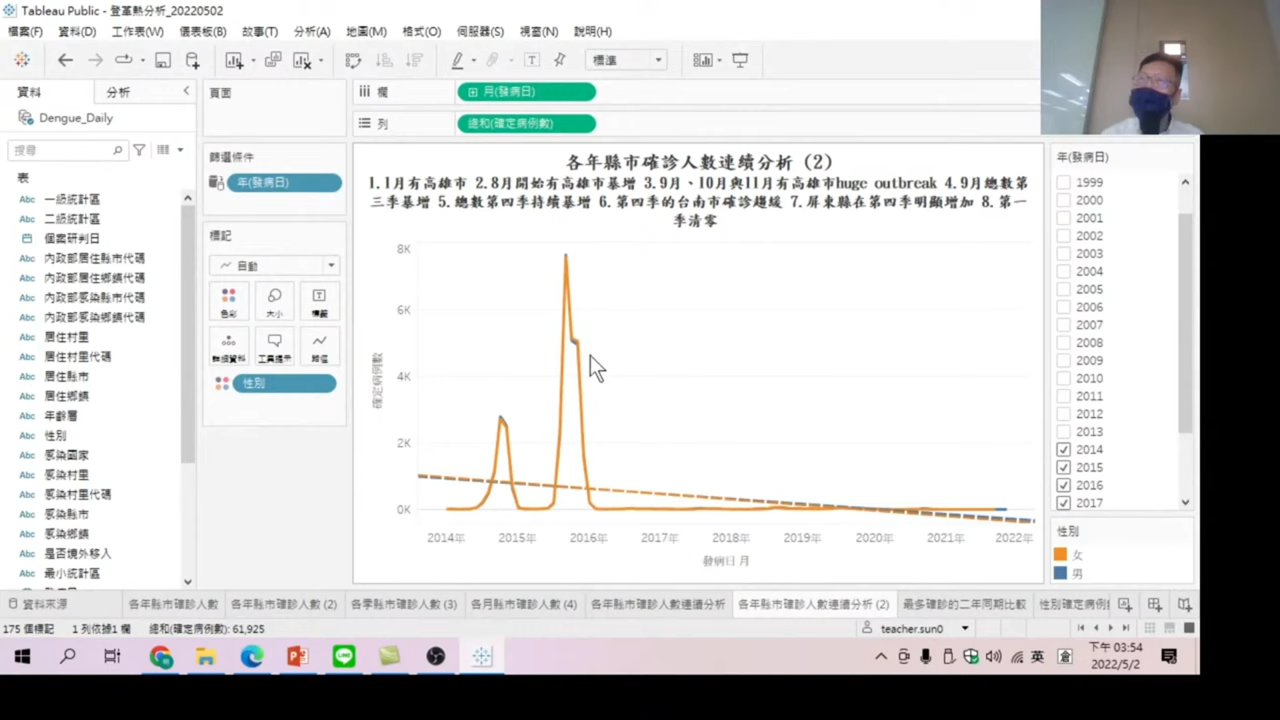 Tableau Public - 登革熱分析_20220502
檔案(F) 資料(D) 工作表(W) 儀表板(B) 故事(T) 分析(A) 地圖(M) 格式(O) 伺服器(S) 視窗(N) 說明(H)
標準
資料 分析
Dengue_Daily
搜尋
表
Abc 一級統計區
Abc 二級統計區
個案研判日
Abc 內政部居住縣市代碼
Abc 內政部居住鄉鎮代碼
Abc 內政部感染縣市代碼
Abc 內政部感染鄉鎮代碼
Abc 居住村里
Abc 居住村里代碼
Abc 居住縣市
Abc 居住鄉鎮
Abc 年齡層
Abc 性別
Abc 感染國家
Abc 感染村里
Abc 感染村里代碼
Abc 感染縣市
Abc 感染鄉鎮
Abc 是否境外移入
Abc 最小統計區
頁面
篩選條件
年(發病日)
標記
自動
色彩 大小 標籤
詳細資料 工具提示 路徑
性別
欄 月(發病日)
列 總和(確定病例數)
各年縣市確診人數連續分析 (2)
1.1月有高雄市 2.8月開始有高雄市基增 3.9月、10月與11月有高雄市huge outbreak 4.9月總數第
三季基增 5.總數第四季持續基增 6.第四季的台南市確診趨緩 7.屏東縣在第四季明顯增加 8.第一
季清零
8K
6K
4K
2K
0K
確定病例數
2014年 2015年 2016年 2017年 2018年 2019年 2020年 2021年 2022年
發病日 月
年(發病日)
1999
2000
2001
2002
2003
2004
2005
2006
2007
2008
2009
2010
2011
2012
2013
2014
2015
2016
2017
性別
女
男
資料來源 各年縣市確診人數 各年縣市確診人數 (2) 各季縣市確診人數 (3) 各月縣市確診人數 (4) 各年縣市確診人數連續分析 各年縣市確診人數連續分析 (2) 最多確診的二年同期比較 性別確定病例
175 個標記 1 列依據1 欄 總和(確定病例數): 61,925 teacher.sun0
英 下午 03:54
2022/5/2